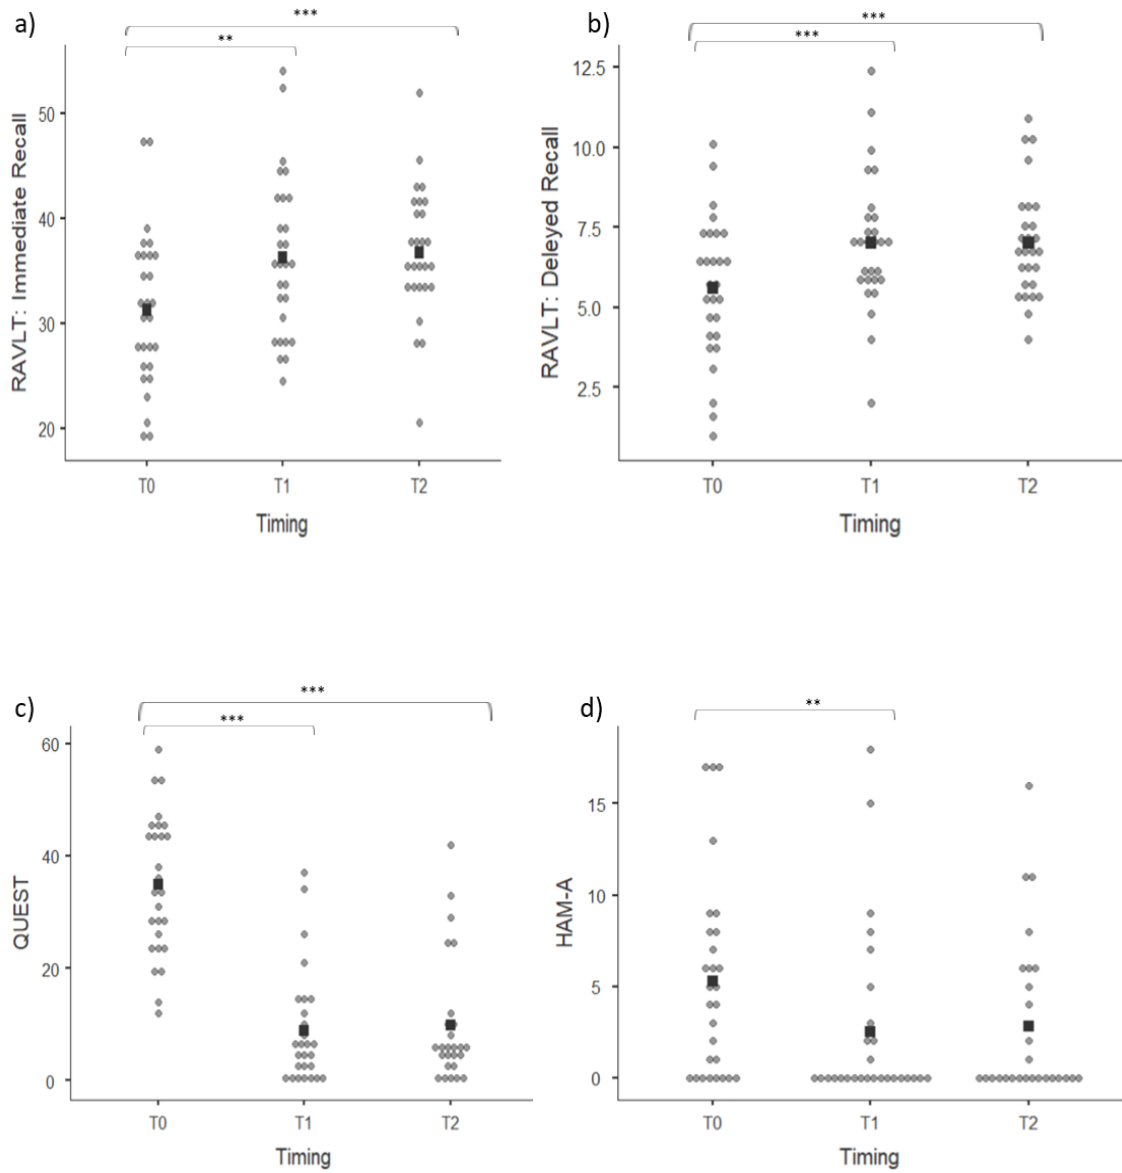 a)
***
**
RAVLT: Immediate Recall
50
40
30
20
T0 T1 T2
Timing
b)
***
***
RAVLT: Deleyed Recall
12.5
10.0
7.5
5.0
2.5
T0 T1 T2
Timing
c)
***
***
QUEST
60
40
20
0
T0 T1 T2
Timing
d)
**
HAM-A
15
10
5
0
T0 T1 T2
Timing